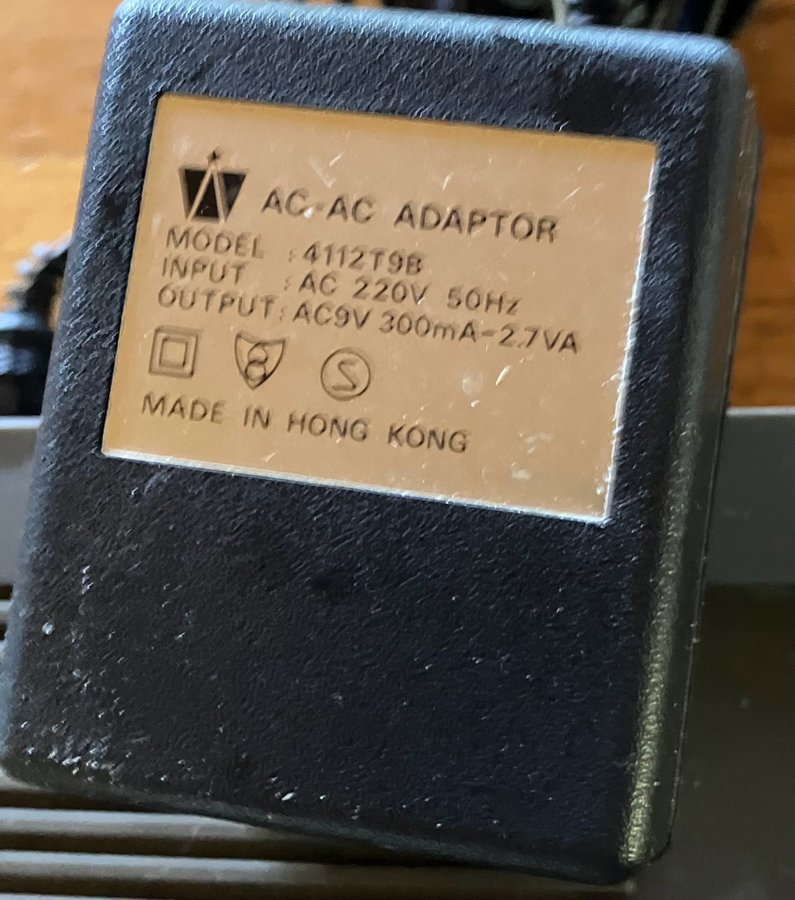 AC-AC ADAPTOR
MODEL : 4112T9B
INPUT : AC 220V 50Hz
OUTPUT: AC9V 300mA-2.7VA
S
MADE IN HONG KONG